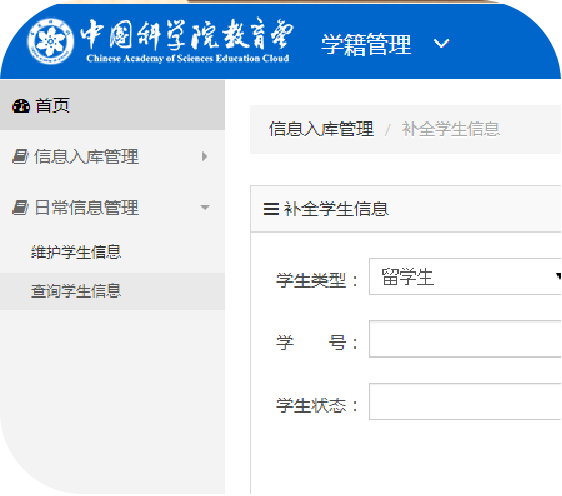 中国科学院教育云
Chinese Academy of Sciences Education Cloud
学籍管理
首页
信息入库管理
日常信息管理
维护学生信息
查询学生信息
信息入库管理 / 补全学生信息
补全学生信息
学生类型： 留学生
学 号：
学生状态：